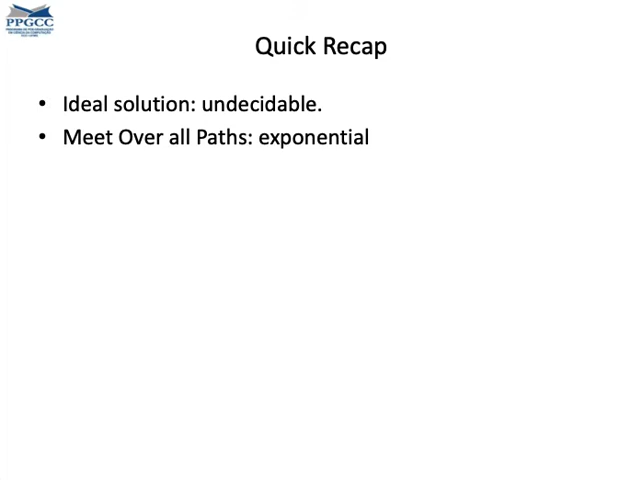 PPGCC
Quick Recap
• Ideal solution: undecidable.
• Meet Over all Paths: exponential